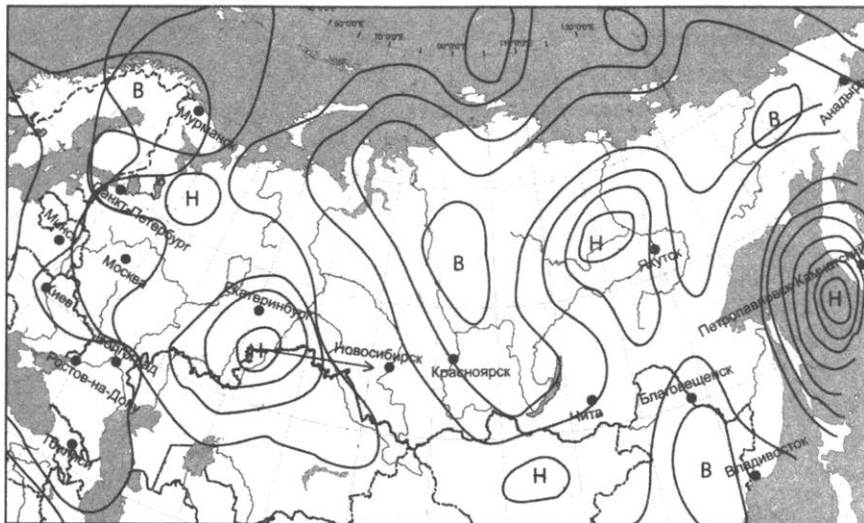 В
Мурманск
Анадырь
В
Н
Санкт-Петербург
Минск
Москва
Киев
Н
Якутск
В
Петропавловск-Камчатский
Н
Екатеринбург
Н
Новосибирск
Красноярск
Волгоград
Ростов-на-Дону
Чита
Благовещенск
Тбилиси
Н
В
Владивосток